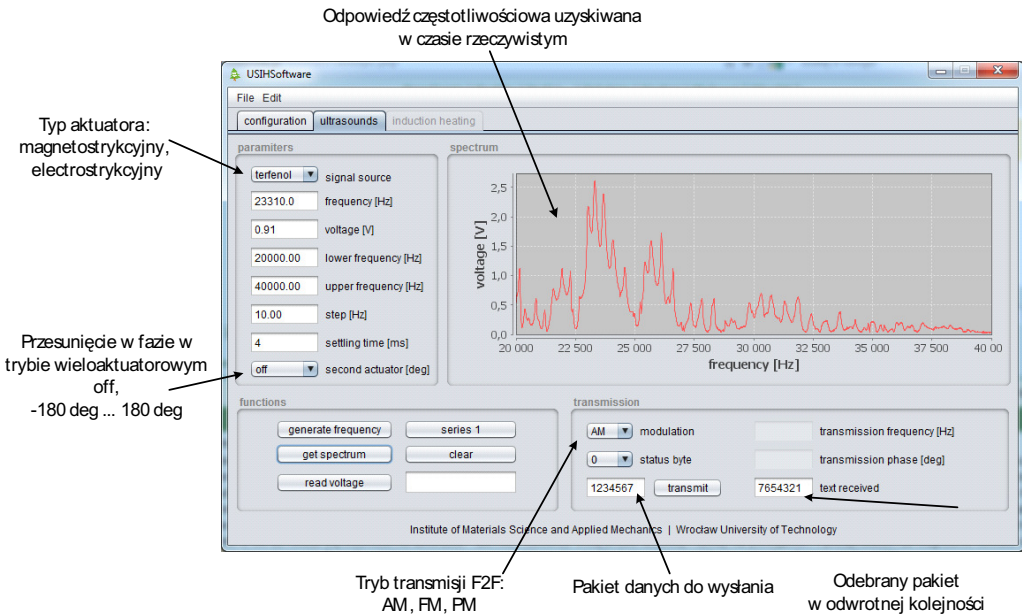 Odpowiedź częstotliwościowa uzyskiwana
w czasie rzeczywistym
USIHSoftware
File Edit
configuration ultrasounds induction heating
Typ aktuatora:
magnetostrykcyjny,
electrostrykcyjny
paramiters
terfenol signal source
23310.0 frequency [Hz]
0.91 voltage [V]
20000.00 lower frequency [Hz]
40000.00 upper frequency [Hz]
10.00 step [Hz]
4 settling time [ms]
off second actuator [deg]
Przesunięcie w fazie w
trybie wieloaktuatorowym
off,
-180 deg ... 180 deg
spectrum
voltage [V]
2,5
2,0
1,5
1,0
0,5
0,0
20 000 22 500 25 000 27 500 30 000 32 500 35 000 37 500 40 00
frequency [Hz]
functions
generate frequency series 1
get spectrum clear
read voltage
transmission
AM modulation transmission frequency [Hz]
0 status byte transmission phase [deg]
1234567 transmit 7654321 text received
Institute of Materials Science and Applied Mechanics | Wrocław University of Technology
Tryb transmisji F2F:
AM, FM, PM
Pakiet danych do wysłania
Odebrany pakiet
w odwrotnej kolejności